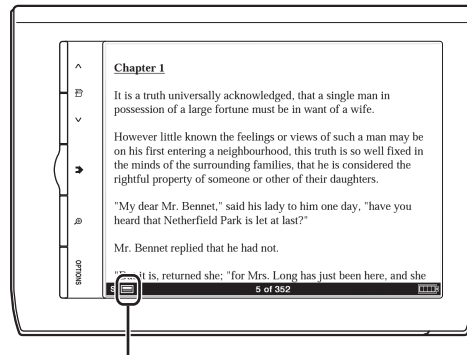 Chapter 1
It is a truth universally acknowledged, that a single man in
possession of a large fortune must be in want of a wife.
However little known the feelings or views of such a man may be
on his first entering a neighbourhood, this truth is so well fixed in
the minds of the surrounding families, that he is considered the
rightful property of someone or other of their daughters.
"My dear Mr. Bennet," said his lady to him one day, "have you
heard that Netherfield Park is let at last?"
Mr. Bennet replied that he had not.
it is, returned she; "for Mrs. Long has just been here, and she
S
5 of 352
OPTIONS